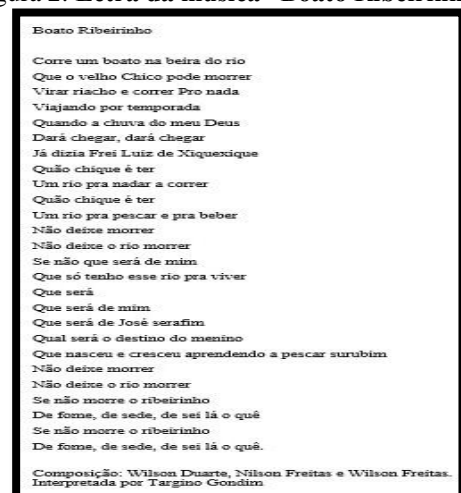 Boato Ribeirinho
Corre um boato na beira do rio
Que o velho Chico pode morrer
Virar riacho e correr Pro nada
Viajando por temporada
Quando a chuva do meu Deus
Dará chegar, dará chegar
Já dizia Frei Luiz de Xiquexique
Quão chique é ter
Um rio pra nadar a correr
Quão chique é ter
Um rio pra pescar e pra beber
Não deixe morrer
Não deixe o rio morrer
Se não que será de mim
Que só tenho esse rio pra viver
Que será
Que será de mim
Que será de José serafim
Qual será o destino do menino
Que nasceu e cresceu aprendendo a pescar surubim
Não deixe morrer
Não deixe o rio morrer
Se não morre o ribeirinho
De fome, de sede, de sei lá o quê
Se não morre o ribeirinho
De fome, de sede, de sei lá o quê.
Composição: Wilson Duarte, Nilson Freitas e Wilson Freitas.
Interpretada por Targino Gondim